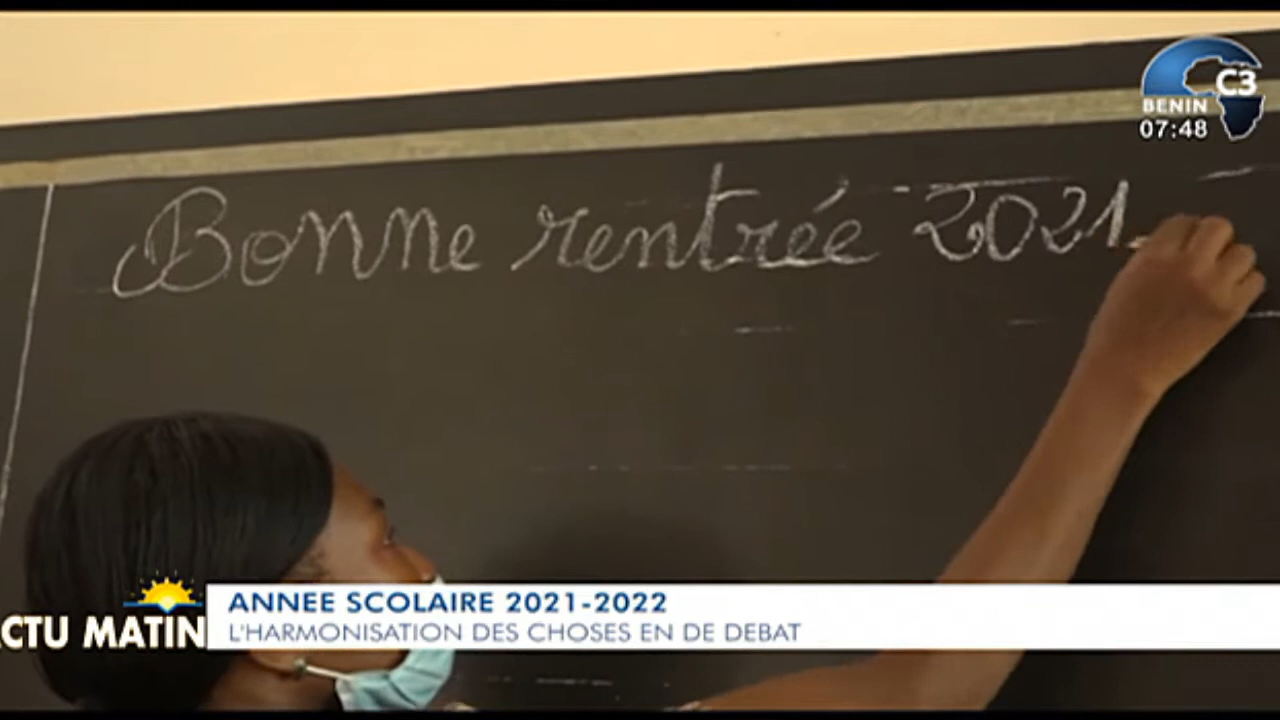 C3
BENIN
07:48
Bonne rentrée 2021
CTU MATIN
ANNEE SCOLAIRE 2021-2022
L'HARMONISATION DES CHOSES EN DE DEBAT